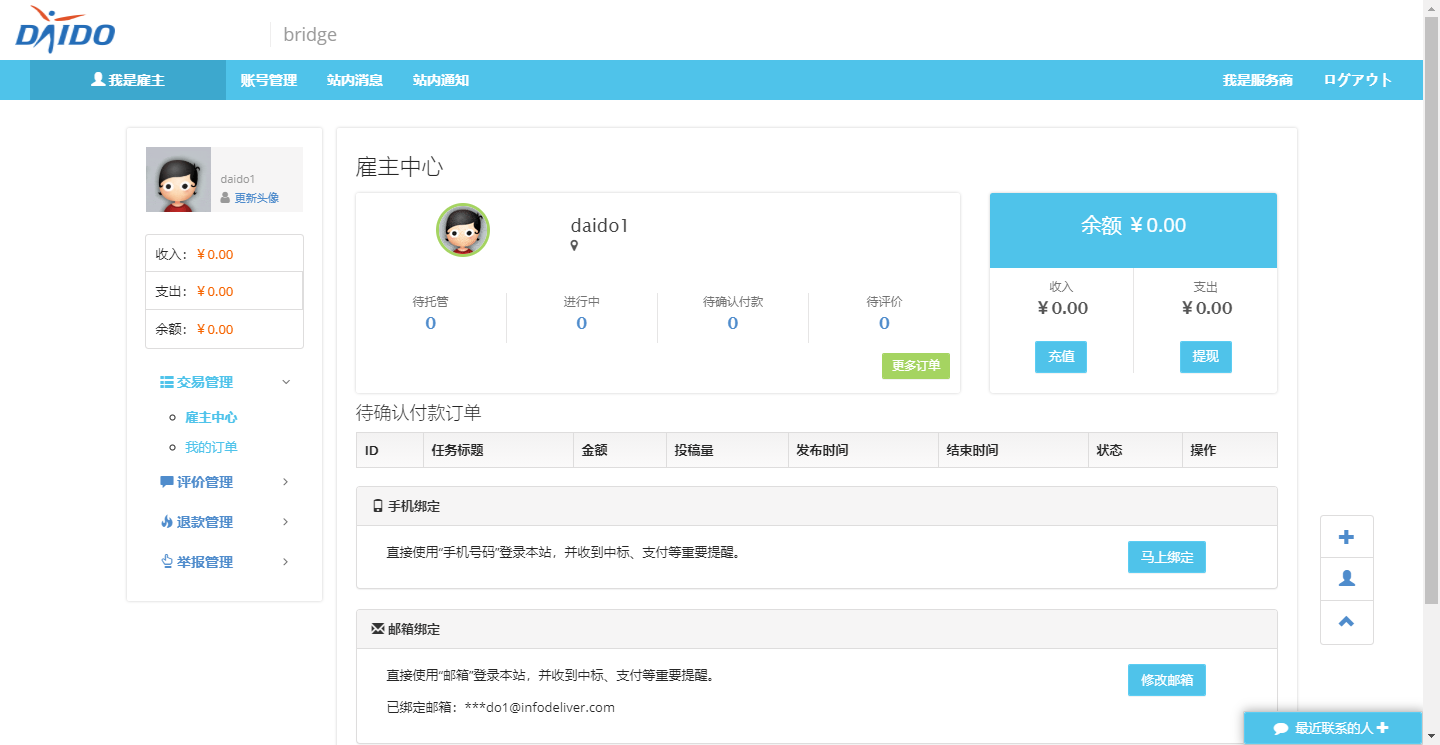 DAIDO
bridge
我是雇主 账号管理 站内消息 站内通知 我是服务商 ログアウト
daido1
更新头像
收入：￥0.00
支出：￥0.00
余额：￥0.00
交易管理
雇主中心
我的订单
评价管理
退款管理
举报管理
雇主中心
daido1
待托管 进行中 待确认付款 待评价
0 0 0 0
更多订单
余额 ￥0.00
收入 支出
￥0.00 ￥0.00
充值 提现
待确认付款订单
ID 任务标题 金额 投稿量 发布时间 结束时间 状态 操作
手机绑定
直接使用“手机号码”登录本站，并收到中标、支付等重要提醒。
马上绑定
邮箱绑定
直接使用“邮箱”登录本站，并收到中标、支付等重要提醒。
修改邮箱
已绑定邮箱：***do1@infodeliver.com
最近联系的人